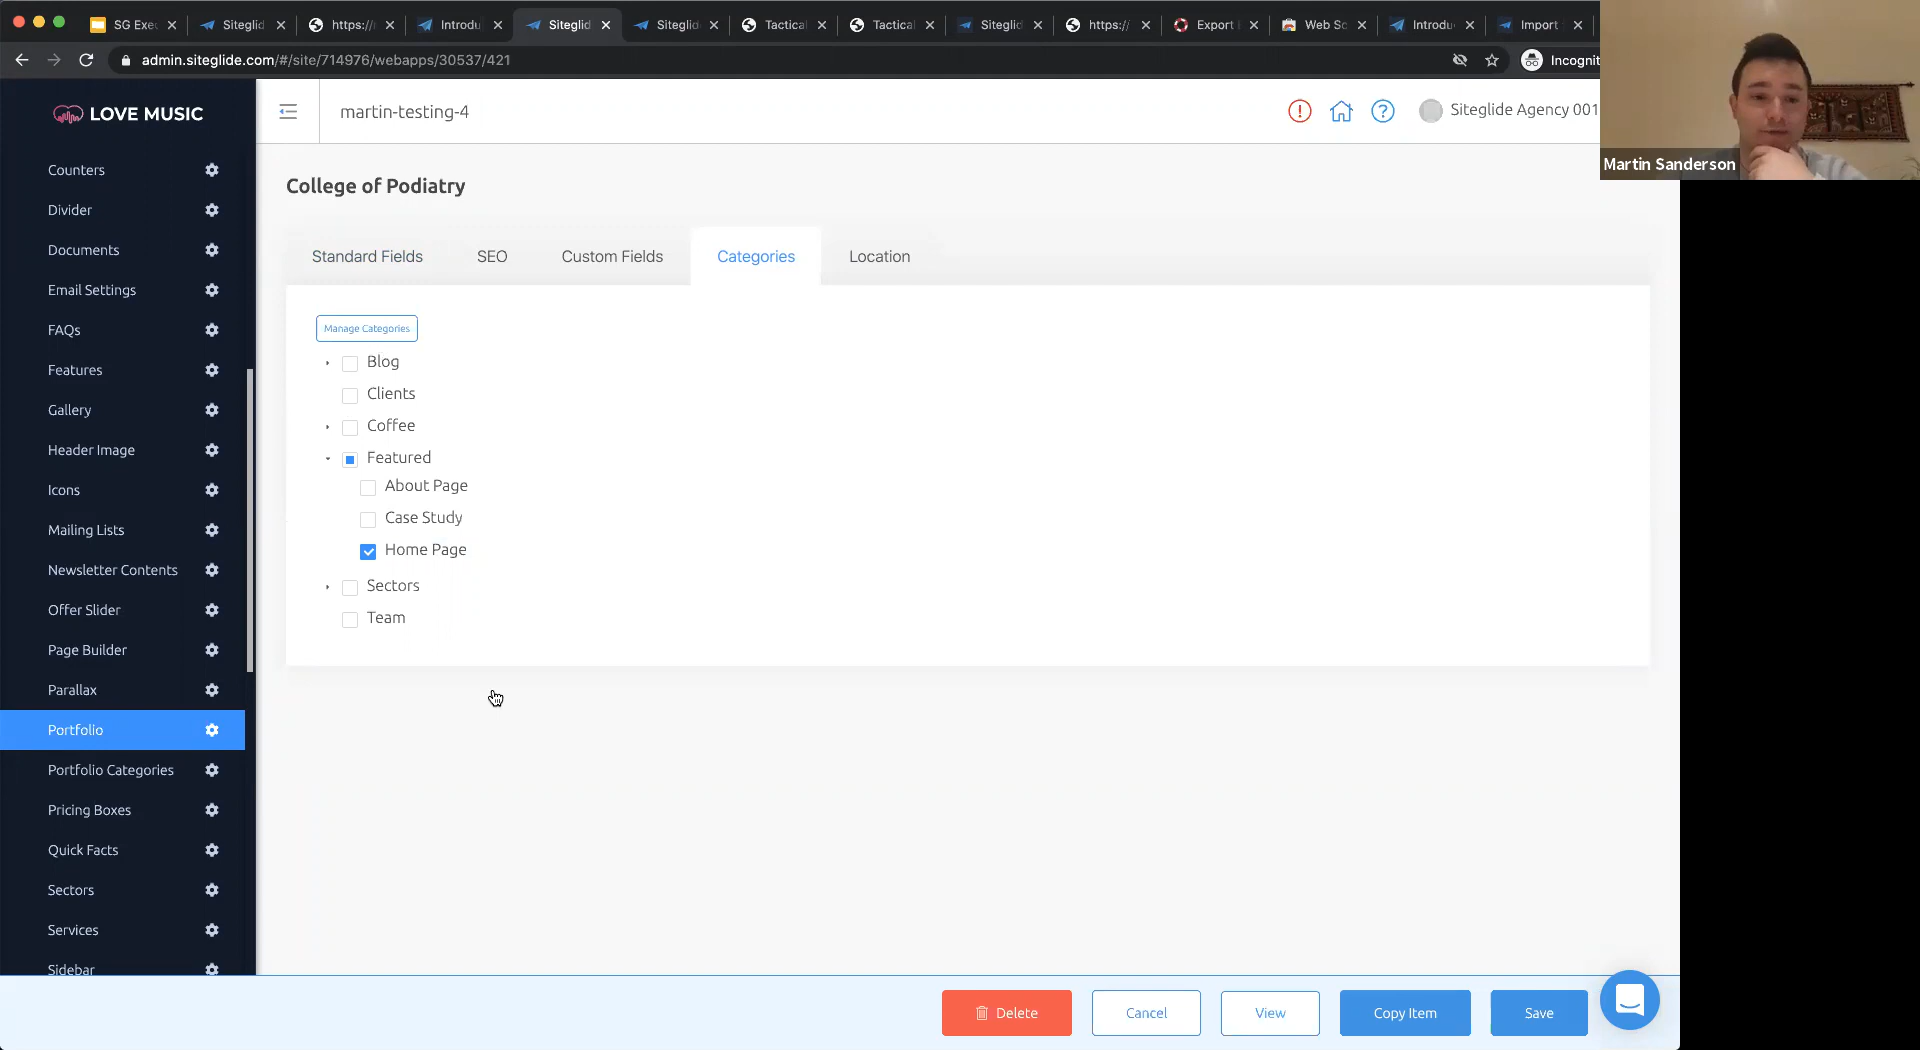 SG Exe
Siteglid
https://
Introdu
Siteglid
Siteglid
Tactical
Tactical
Siteglid
https://
Export
Web Sc
Introdu
Import
admin.siteglide.com/#/site/714976/webapps/30537/421
Incognit
LOVE MUSIC
martin-testing-4
Siteglide Agency 001
Martin Sanderson
Counters
Divider
Documents
Email Settings
FAQs
Features
Gallery
Header Image
Icons
Mailing Lists
Newsletter Contents
Offer Slider
Page Builder
Parallax
Portfolio
Portfolio Categories
Pricing Boxes
Quick Facts
Sectors
Services
Sidebar
College of Podiatry
Standard Fields
SEO
Custom Fields
Categories
Location
Manage Categories
Blog
Clients
Coffee
Featured
About Page
Case Study
Home Page
Sectors
Team
Delete
Cancel
View
Copy Item
Save